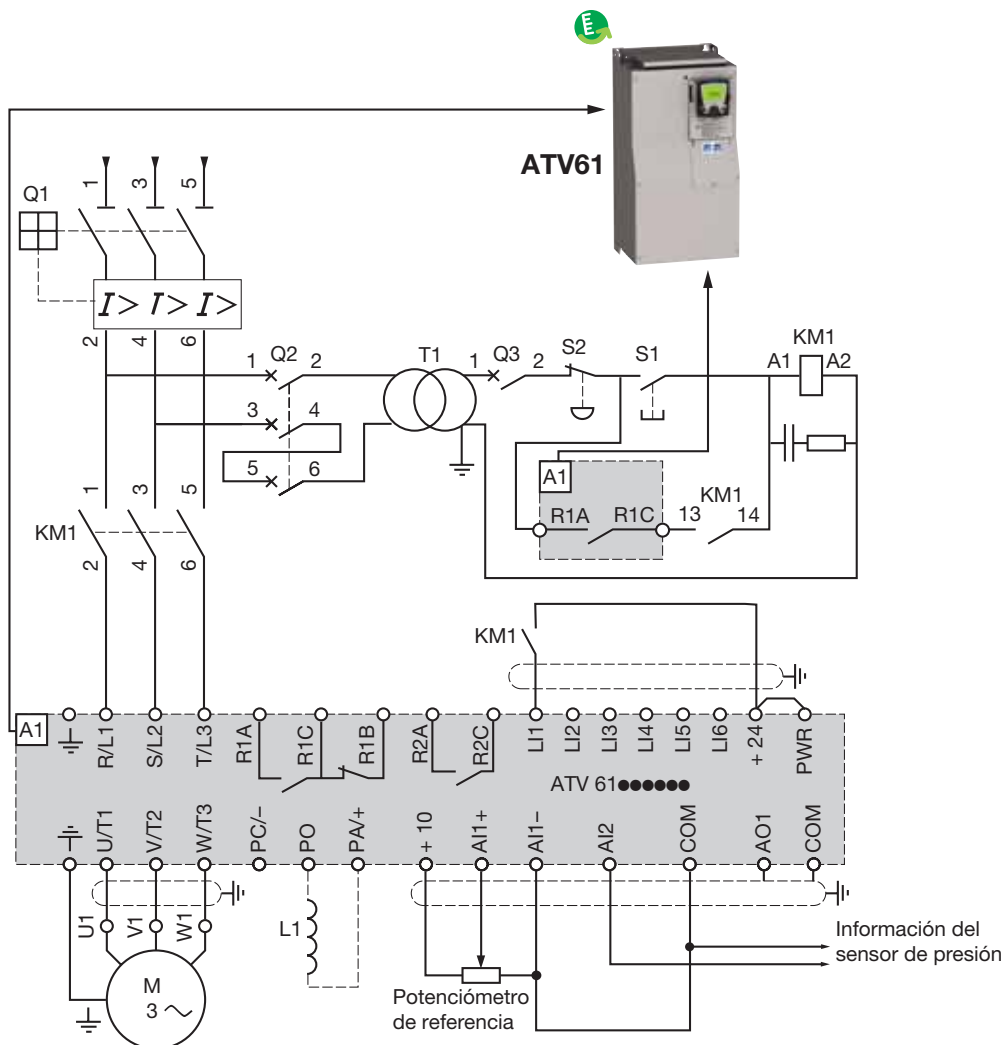 E
ATV61
Q1
1 3 5
I> I> I>
2 4 6
1 Q2 2
3 4
5 6
T1
1 Q3 2
S2
S1
KM1
A1 A2
A1
R1A R1C
13 KM1 14
1 3 5
KM1
2 4 6
KM1
A1
R/L1 S/L2 T/L3 R1A R1C R1B R2A R2C LI1 LI2 LI3 LI4 LI5 LI6 + 24 PWR
ATV 61●●●●●●
U/T1 V/T2 W/T3 PC/– PO PA/+ + 10 AI1+ AI1– AI2 COM AO1 COM
U1 V1 W1
L1
M
3
Potenciómetro
de referencia
Información del
sensor de presión